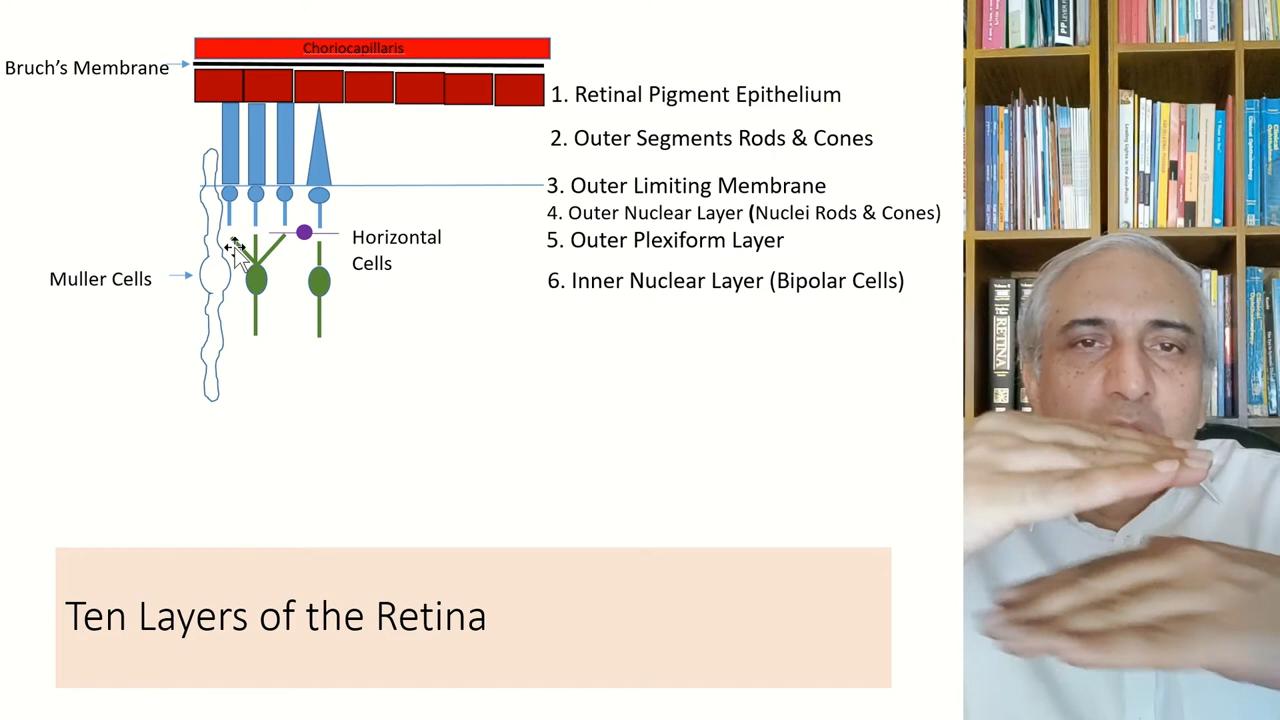 Choriocapillaris
Bruch’s Membrane
1. Retinal Pigment Epithelium
2. Outer Segments Rods & Cones
3. Outer Limiting Membrane
4. Outer Nuclear Layer (Nuclei Rods & Cones)
5. Outer Plexiform Layer
Horizontal
Cells
Muller Cells
6. Inner Nuclear Layer (Bipolar Cells)
Ten Layers of the Retina
RETINA